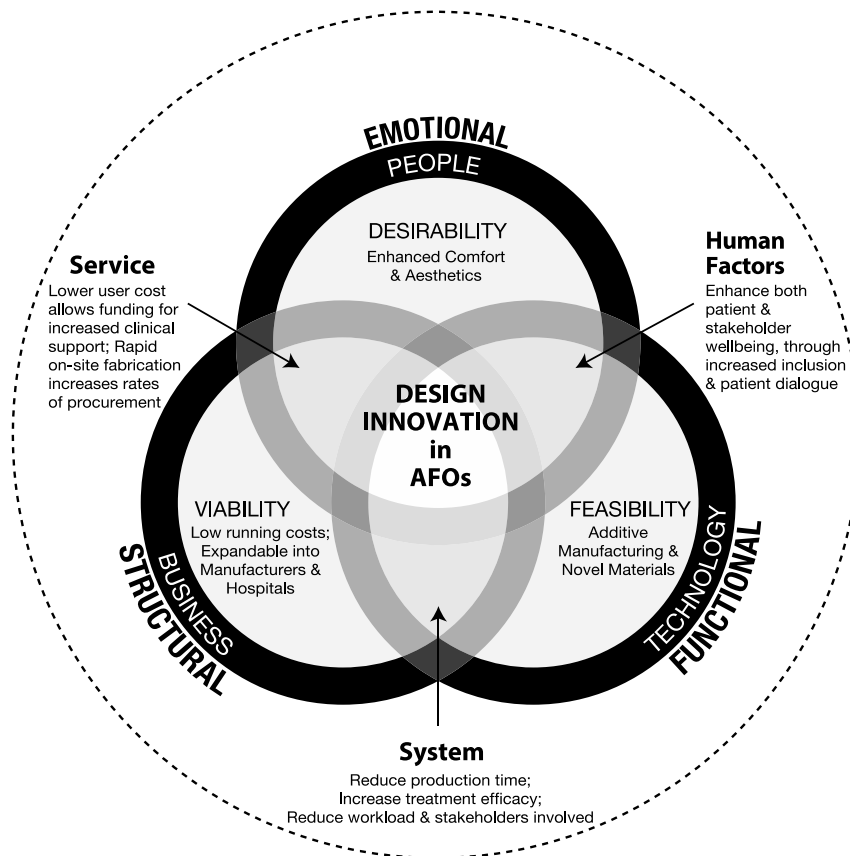 EMOTIONAL
PEOPLE
DESIRABILITY
Enhanced Comfort
& Aesthetics
Service
Lower user cost
allows funding for
increased clinical
support; Rapid
on-site fabrication
increases rates
of procurement
Human
Factors
Enhance both
patient &
stakeholder
wellbeing, through
increased inclusion
& patient dialogue
DESIGN
INNOVATION
in
AFOs
VIABILITY
Low running costs;
Expandable into
Manufacturers &
Hospitals
FEASIBILITY
Additive
Manufacturing &
Novel Materials
BUSINESS
STRUCTURAL
TECHNOLOGY
FUNCTIONAL
System
Reduce production time;
Increase treatment efficacy;
Reduce workload & stakeholders involved